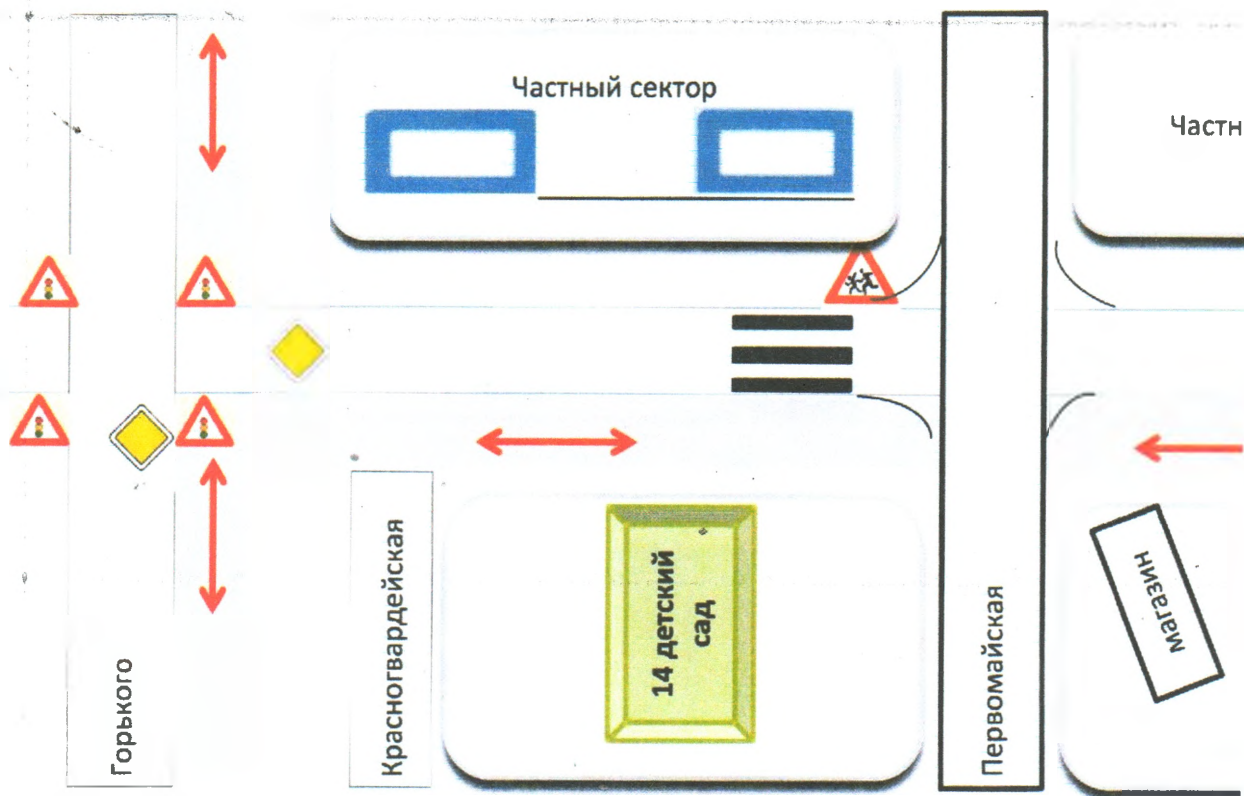 Частный сектор
Частн
Горького
Красногвардейская
14 детский
сад
Первомайская
магазин